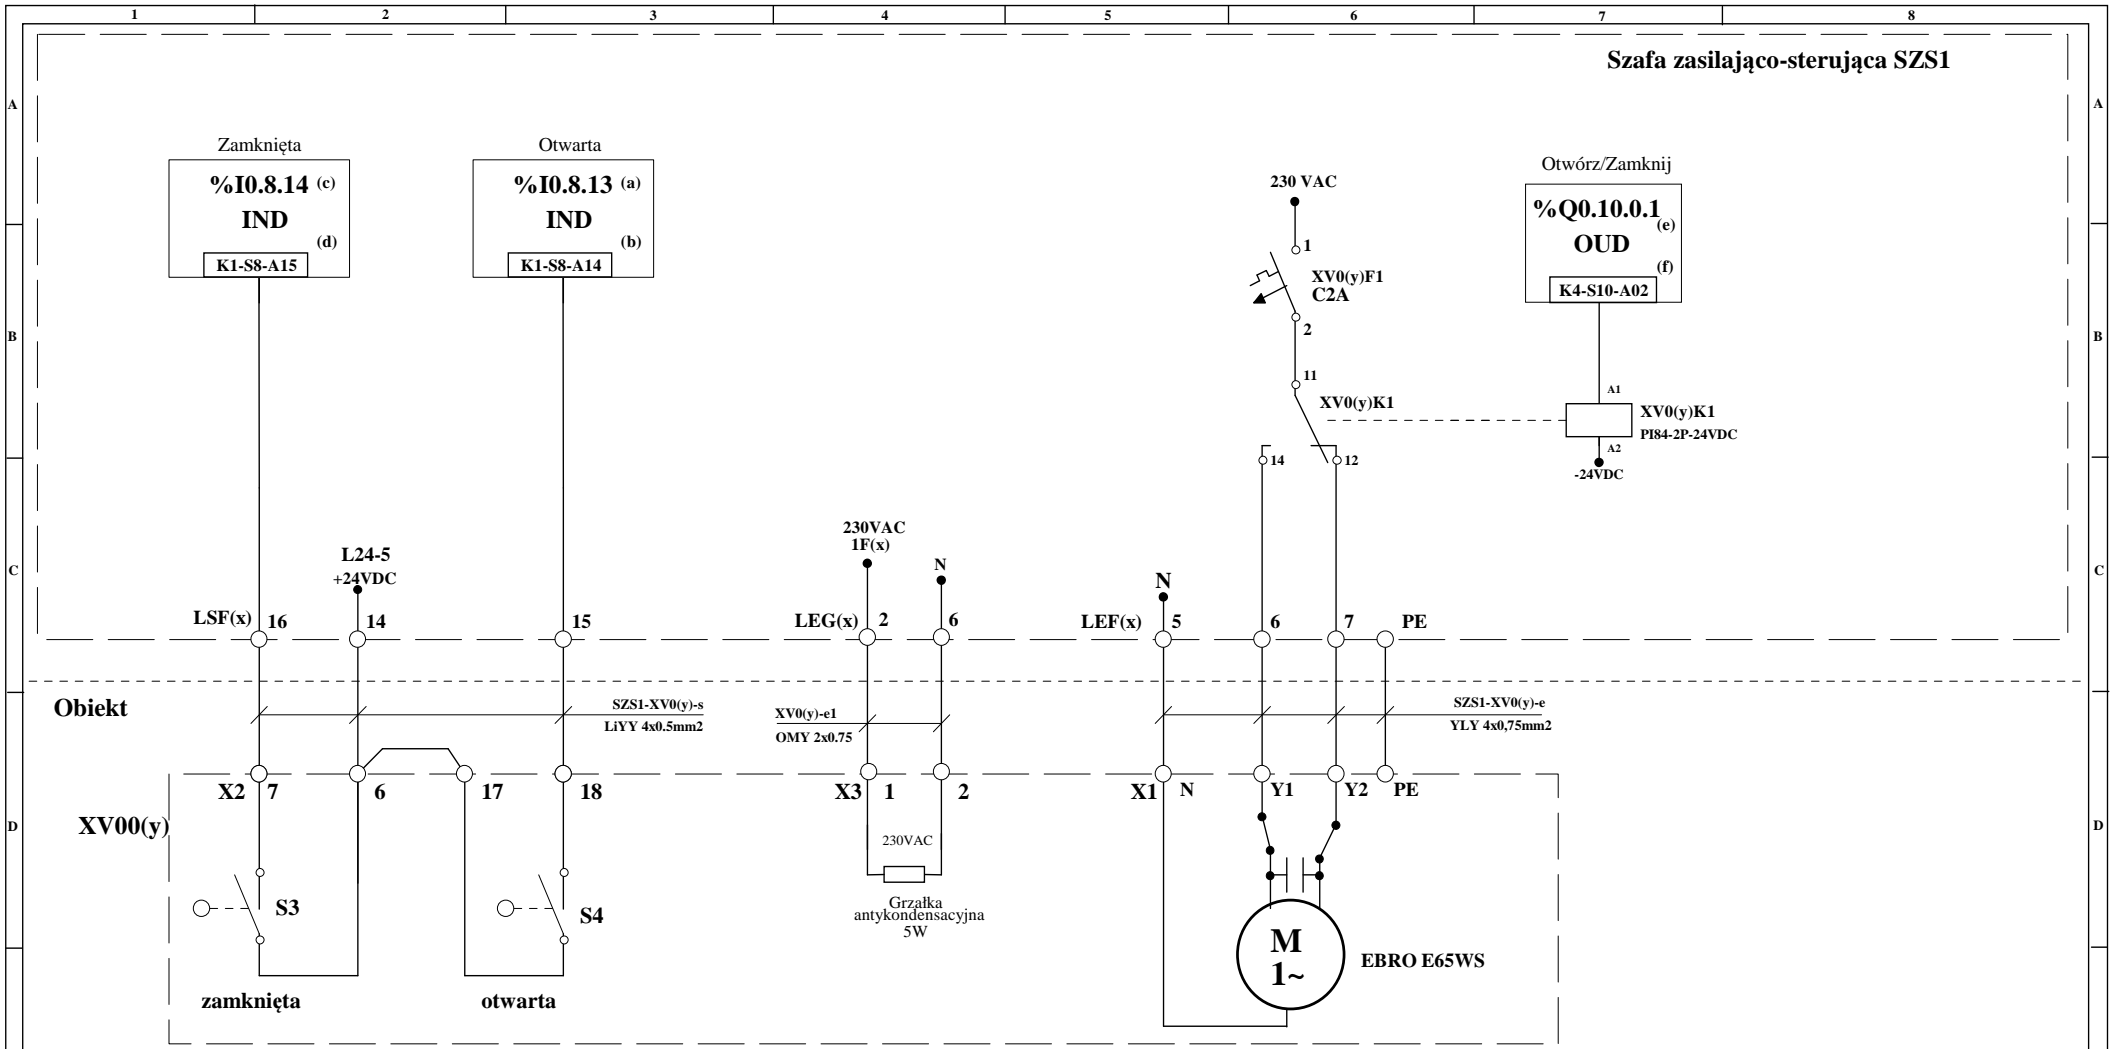 1 2 3 4 5 6 7 8
Szafa zasilająco-sterująca SZS1
A A
Zamknięta
%I0.8.14 (c)
IND
(d)
K1-S8-A15
Otwarta
%I0.8.13 (a)
IND
(b)
K1-S8-A14
230 VAC
1
XV0(y)F1
C2A
2
11
XV0(y)K1
14
12
Otwórz/Zamknij
%Q0.10.0.1
(e)
OUD
(f)
K4-S10-A02
A1
XV0(y)K1
PI84-2P-24VDC
A2
-24VDC
B B
C C
L24-5
+24VDC
LSF(x) 16 14 15
230VAC
1F(x)
N
LEG(x) 2 6
N
LEF(x) 5 6 7 PE
Obiekt
SZS1-XV0(y)-s
LiYY 4x0.5mm2
XV0(y)-e1
OMY 2x0.75
SZS1-XV0(y)-e
YLY 4x0,75mm2
X2 7 6 17 18
X3 1 2
X1 N Y1 Y2 PE
XV00(y)
D D
230VAC
Grzałka
antykondensacyjna
5W
S3
S4
M
1~
EBRO E65WS
zamknięta
otwarta